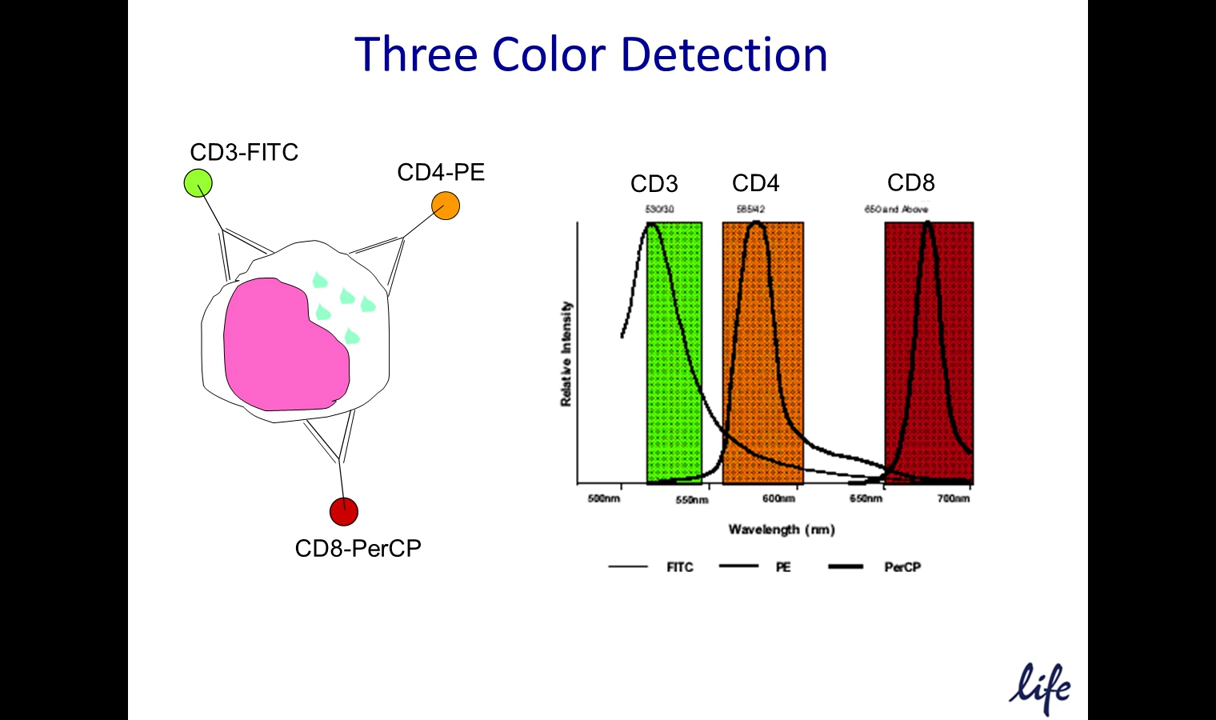 Three Color Detection
CD3-FITC
CD4-PE
CD8-PerCP
CD3
CD4
CD8
530/30
585/42
650 and Above
Relative Intensity
500nm
550nm
600nm
650nm
700nm
Wavelength (nm)
FITC
PE
PerCP
life